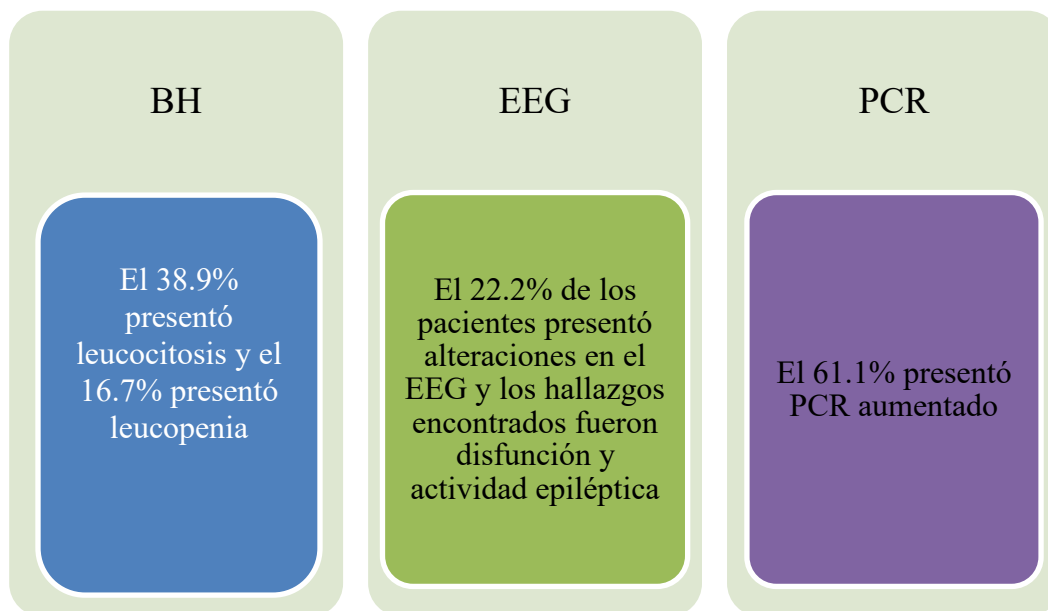 BH
El 38.9%
presentó
leucocitosis y el
16.7% presentó
leucopenia
EEG
El 22.2% de los
pacientes presentó
alteraciones en el
EEG y los hallazgos
encontrados fueron
disfunción y
actividad epiléptica
PCR
El 61.1% presentó
PCR aumentado